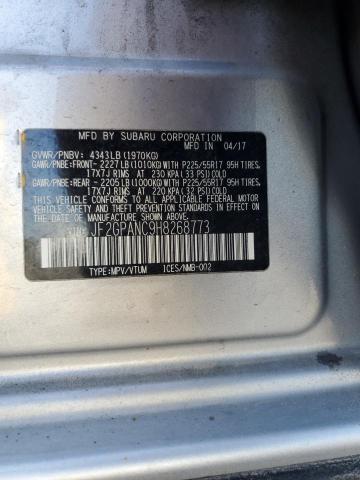 MFD BY SUBARU CORPORATION
04/17
GVWR/PNBV: 4343LB (1970KG)
GAWR/PNBE:FRONT- 2227LB(1010KG)WITH P225/55R17 95H TIRES,
17X7J RIMS AT 230 KPA (33 PSI) COLD
GAWR/PNBE:REAR - 2205LB(1000KG)WITH P225/55R17 95H TIRES,
17X7J RIMS AT 220 KPA (32 PSI) COLD
THIS VEHICLE CONFORMS TO ALL APPLICABLE
FEDERAL MOTOR VEHICLE SAFETY, BUMPER, AND
THEFT PREVENTION STANDARDS IN EFFECT ON THE
DATE OF MANUFACTURE SHOWN ABOVE.
VIN: JF2GPANC9H8268773
TYPE:MPV/VTUM ICES/NMB-002